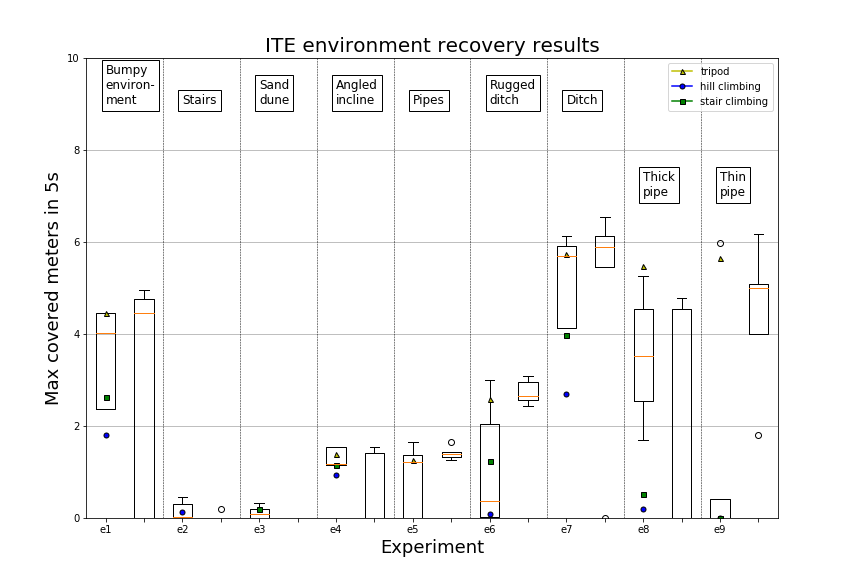 ITE environment recovery results
10
8
6
4
2
0
Max covered meters in 5s
Bumpy
environ-
ment
Stairs
Sand
dune
Angled
incline
Pipes
Rugged
ditch
Ditch
Thick
pipe
Thin
pipe
tripod
hill climbing
stair climbing
e1
e2
e3
e4
e5
e6
e7
e8
e9
Experiment